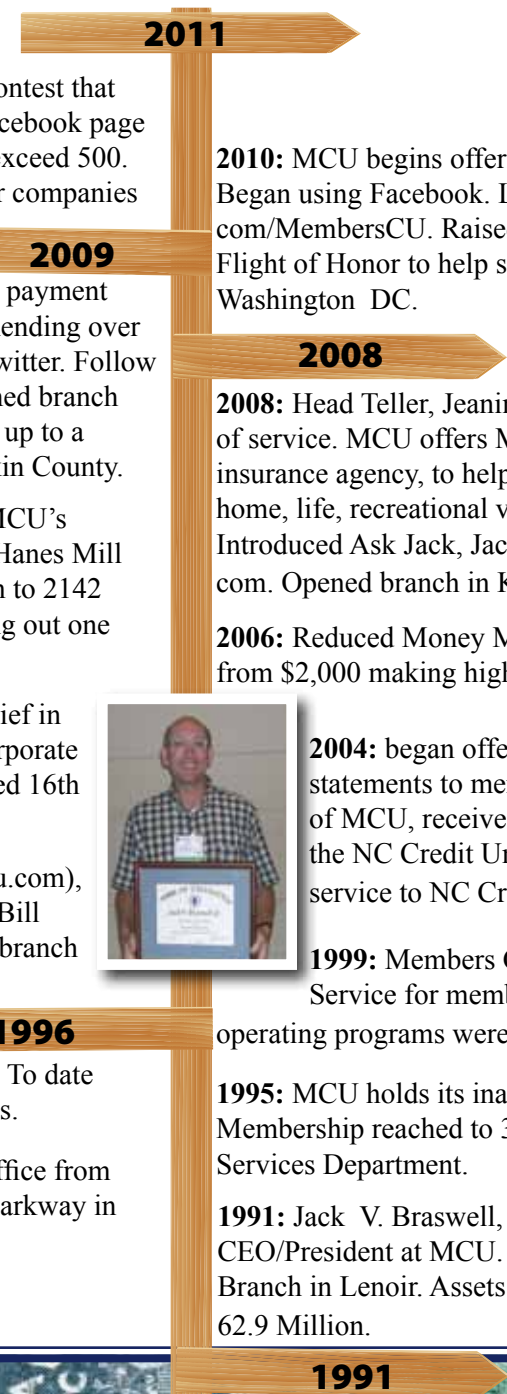 2011
ontest that
cebook page
exceed 500.
r companies
2010: MCU begins offer
Began using Facebook. L
com/MembersCU. Raise
Flight of Honor to help s
Washington DC.
2009
payment
ending over
witter. Follow
ned branch
up to a
kin County.
MCU's
Hanes Mill
n to 2142
ng out one
2008
2008: Head Teller, Jeanin
of service. MCU offers M
insurance agency, to help
home, life, recreational v
Introduced Ask Jack, Jac
com. Opened branch in K
2006: Reduced Money M
from $2,000 making high
ief in
rporate
ed 16th
u.com),
Bill
branch
2004: began offe
statements to me
of MCU, receive
the NC Credit Un
service to NC Cr
1999: Members C
Service for memb
operating programs were
1996
To date
s.
ffice from
arkway in
1995: MCU holds its ina
Membership reached to 3
Services Department.
1991: Jack V. Braswell,
CEO/President at MCU.
Branch in Lenoir. Assets
62.9 Million.
1991